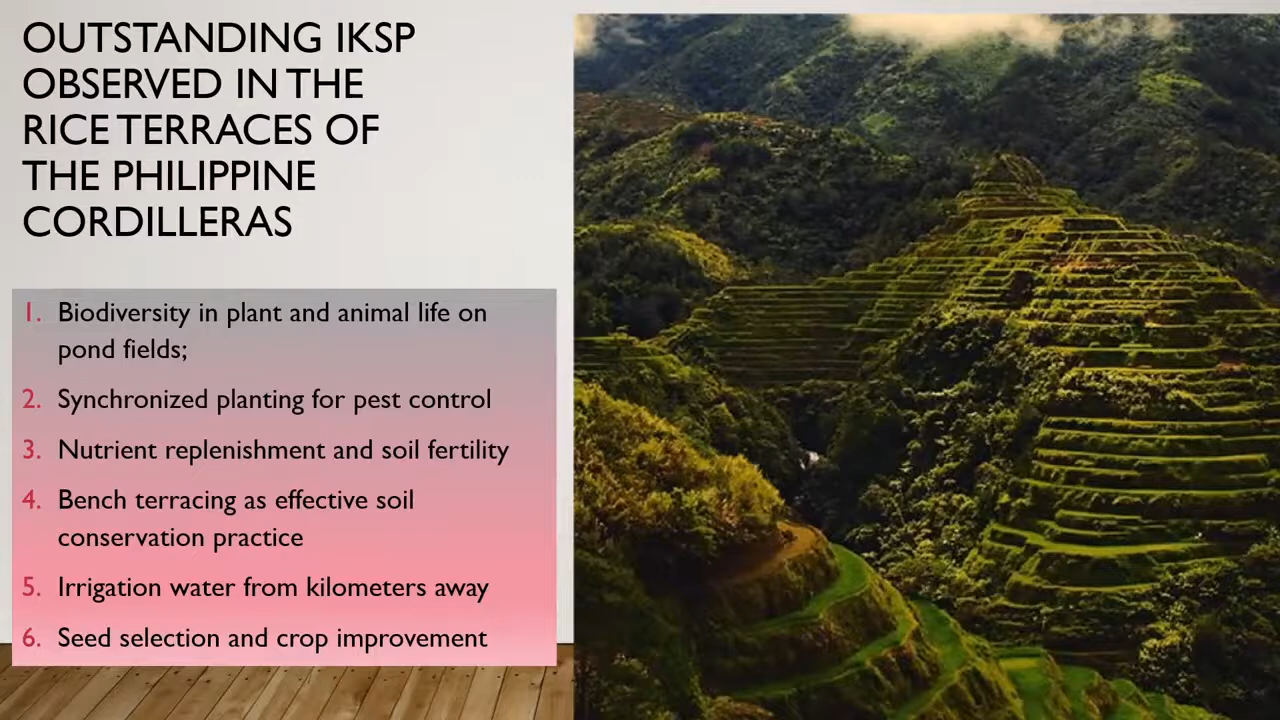 OUTSTANDING IKSP
OBSERVED IN THE
RICE TERRACES OF
THE PHILIPPINE
CORDILLERAS
1. Biodiversity in plant and animal life on
pond fields;
2. Synchronized planting for pest control
3. Nutrient replenishment and soil fertility
4. Bench terracing as effective soil
conservation practice
5. Irrigation water from kilometers away
6. Seed selection and crop improvement